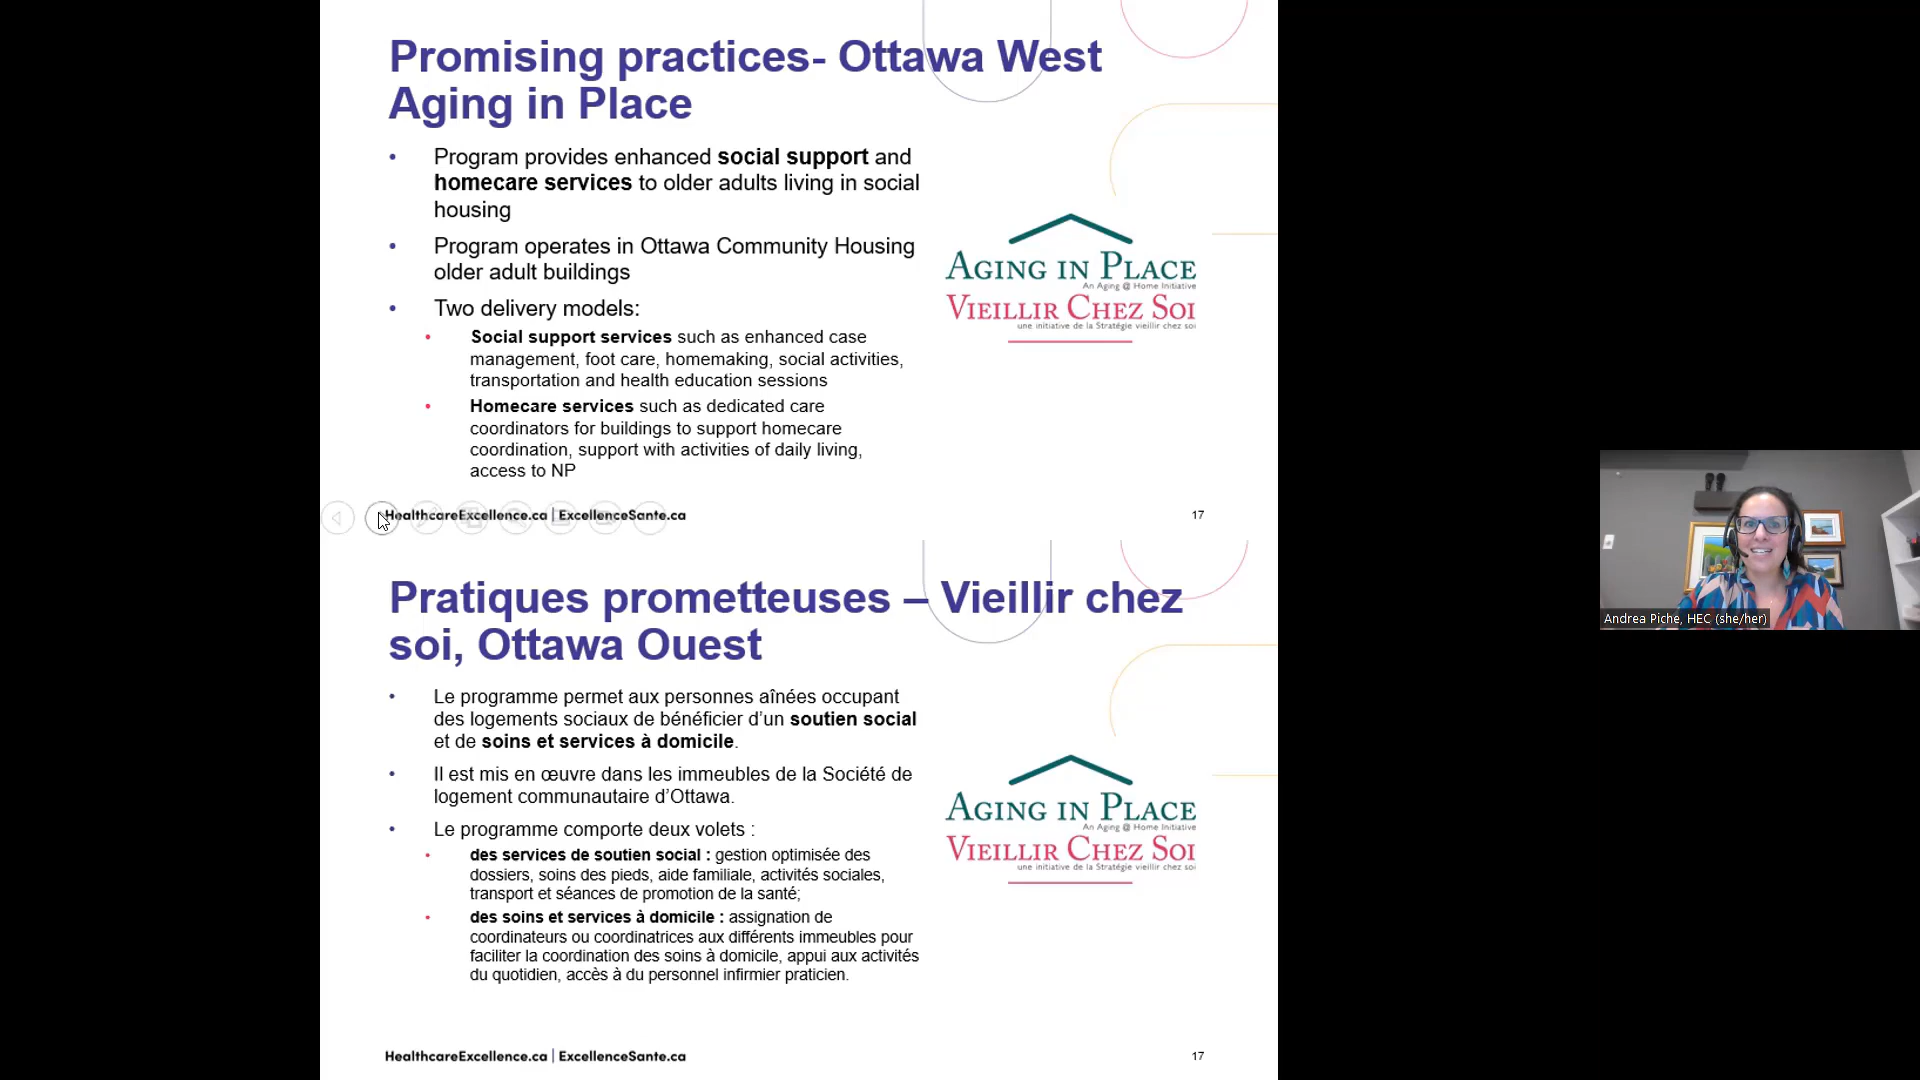 Promising practices- Ottawa West
Aging in Place
• Program provides enhanced social support and
homecare services to older adults living in social
housing
• Program operates in Ottawa Community Housing
older adult buildings
• Two delivery models:
• Social support services such as enhanced case
management, foot care, homemaking, social activities,
transportation and health education sessions
• Homecare services such as dedicated care
coordinators for buildings to support homecare
coordination, support with activities of daily living,
access to NP
AGING IN PLACE
An Aging @ Home Initiative
VIEILLIR CHEZ SOI
une initiative de la Stratégie vieillir chez soi
HealthcareExcellence.ca | ExcellenceSante.ca
17
Pratiques prometteuses – Vieillir chez
soi, Ottawa Ouest
• Le programme permet aux personnes aînées occupant
des logements sociaux de bénéficier d’un soutien social
et de soins et services à domicile.
• Il est mis en œuvre dans les immeubles de la Société de
logement communautaire d’Ottawa.
• Le programme comporte deux volets :
• des services de soutien social : gestion optimisée des
dossiers, soins des pieds, aide familiale, activités sociales,
transport et séances de promotion de la santé;
• des soins et services à domicile : assignation de
coordinateurs ou coordinatrices aux différents immeubles pour
faciliter la coordination des soins à domicile, appui aux activités
du quotidien, accès à du personnel infirmier praticien.
AGING IN PLACE
An Aging @ Home Initiative
VIEILLIR CHEZ SOI
une initiative de la Stratégie vieillir chez soi
HealthcareExcellence.ca | ExcellenceSante.ca
17
Andrea Piche, HEC (she/her)